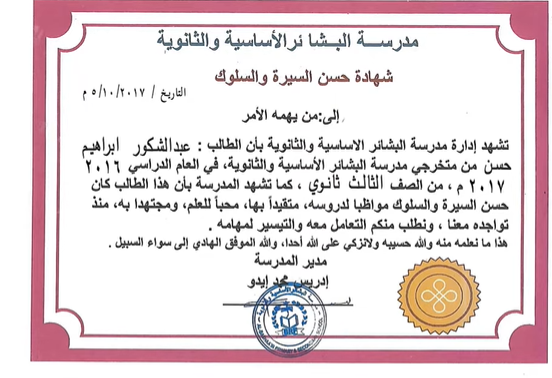 مدرســـة البـشـا ئر الأساسية والثانوية
شهادة حسن السيرة والسلوك
التاريخ / ٥/١٠/٢٠١٧ م
إلى:من يهمه الأمر
تشهد إدارة مدرسة البشائر الاساسية والثانوية بأن الطالب : عبدالشكور ابراهيم
حسن من متخرجي مدرسة البشائر الأساسية والثانوية، في العام الدراسي ٢٠١٦
٢٠١٧ م ، من الصف الثالث ثانوي ، كما تشهد المدرسة بأن هذا الطالب كان
حسن السيرة والسلوك مواظبا لدروسه، متقيداً بها، محباً للعلم، ومجتهدا به، منذ
تواجده معنا ، ونطلب منكم التعامل معه والتيسير لمهامه .
هذا ما نعلمه منه والله حسيبه ولانزكي على الله أحدا، والله الموفق الهادي إلى سواء السبيل .
مدير المدرسة
إدريس محمد إيدو